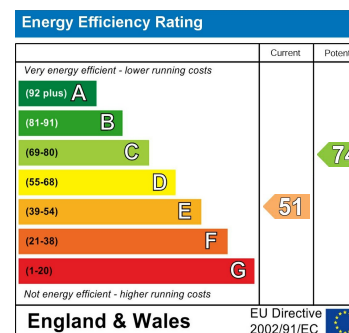 Energy Efficiency Rating
Current
Very energy efficient - lower running costs
(92 plus) A
(81-91) B
(69-80) C
74
(55-68) D
(39-54) E
51
(21-38) F
(1-20) G
Not energy efficient - higher running costs
England & Wales
EU Directive
2002/91/EC